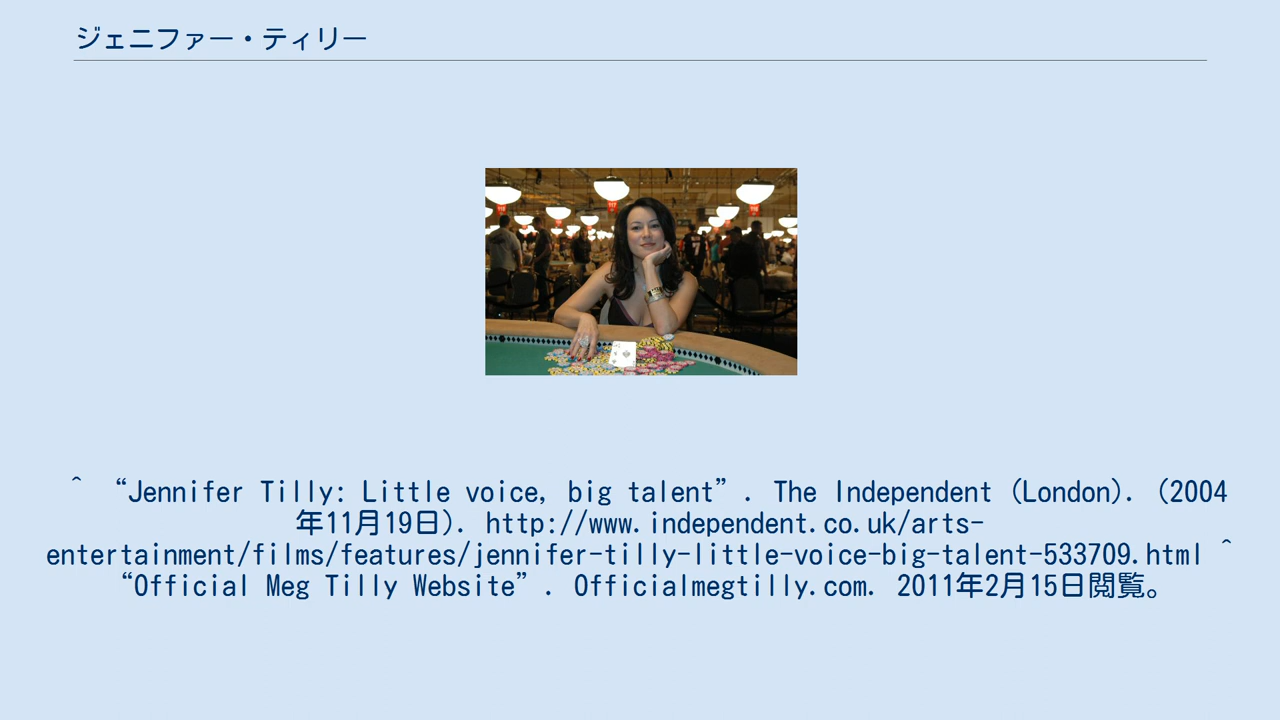 ジェニファー・ティリー
^ “Jennifer Tilly: Little voice, big talent”. The Independent (London). (2004
年11月19日). http://www.independent.co.uk/arts-
entertainment/films/features/jennifer-tilly-little-voice-big-talent-533709.html ^
“Official Meg Tilly Website”. Officialmegtilly.com. 2011年2月15日閲覧。